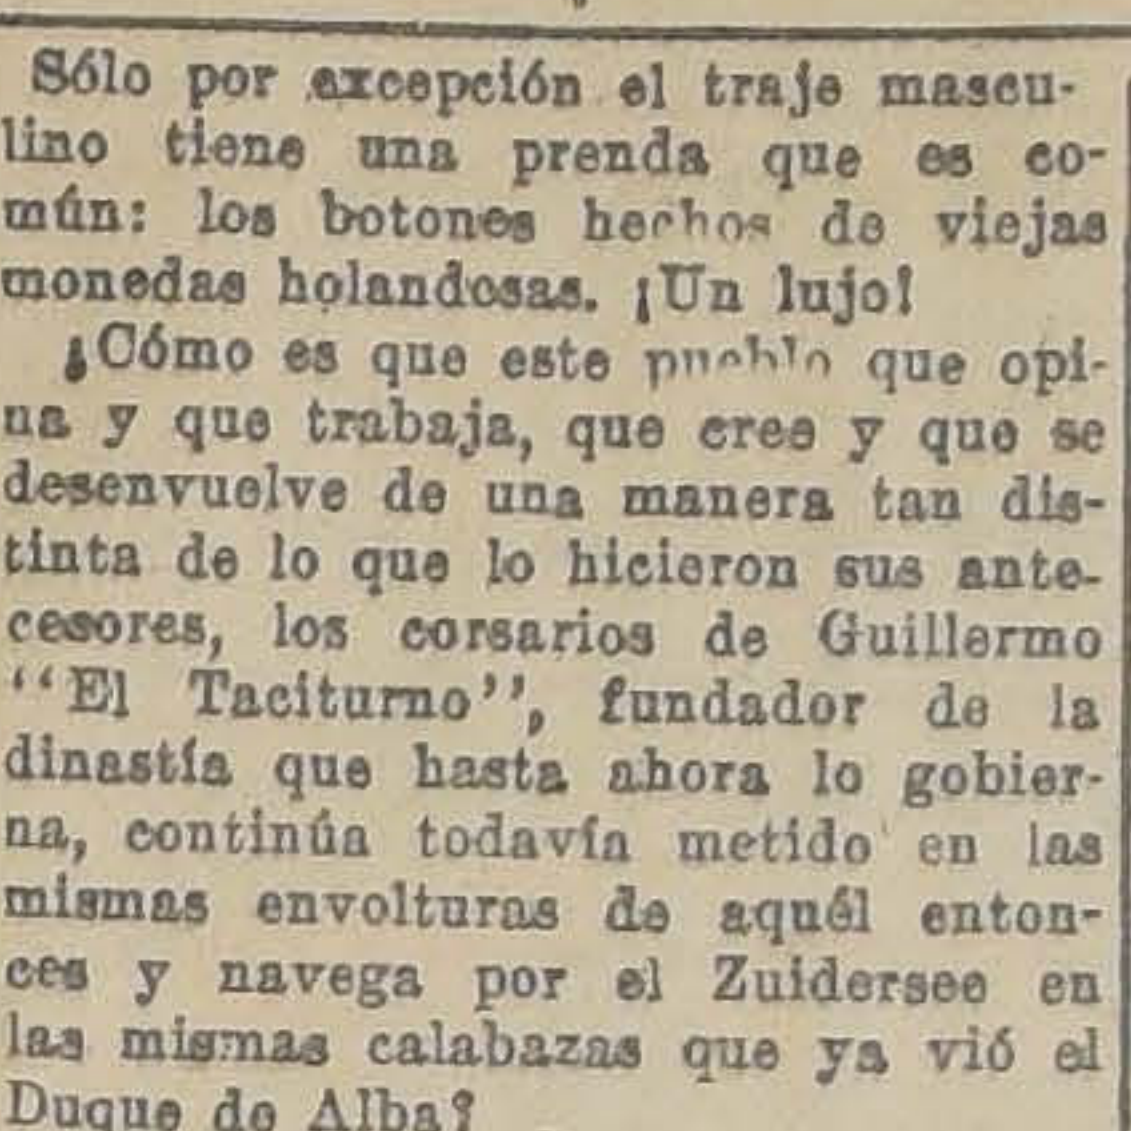 Sólo por excepción el traje mascu-
lino tiene una prenda que es co-
mún: los botones hechos de viejas
monedas holandesas. ¡Un lujo!
¿Cómo es que este pueblo que opi-
na y que trabaja, que cree y que se
desenvuelve de una manera tan dis-
tinta de lo que lo hicieron sus ante-
cesores, los corsarios de Guillermo
"El Taciturno", fundador de la
dinastía que hasta ahora lo gobier-
na, continúa todavía metido en las
mismas envolturas de aquél enton-
ces y navega por el Zuidersee en
las mismas calabazas que ya vió el
Duque de Alba?